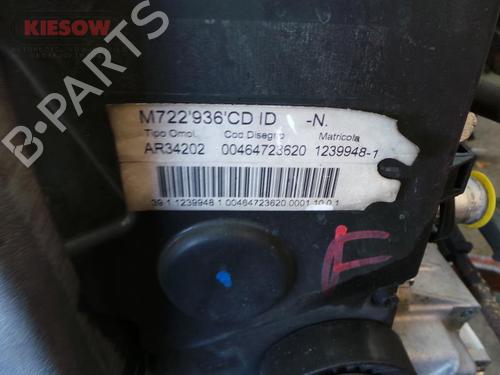 KIESOW
M722'936'CD ID -N.
Tipo Omol. Cod Disegno Matricola
AR34202 00464723620 1239948-1
39 1 1239948 1 00464723620 0001 10 0 1
E
B-Parts